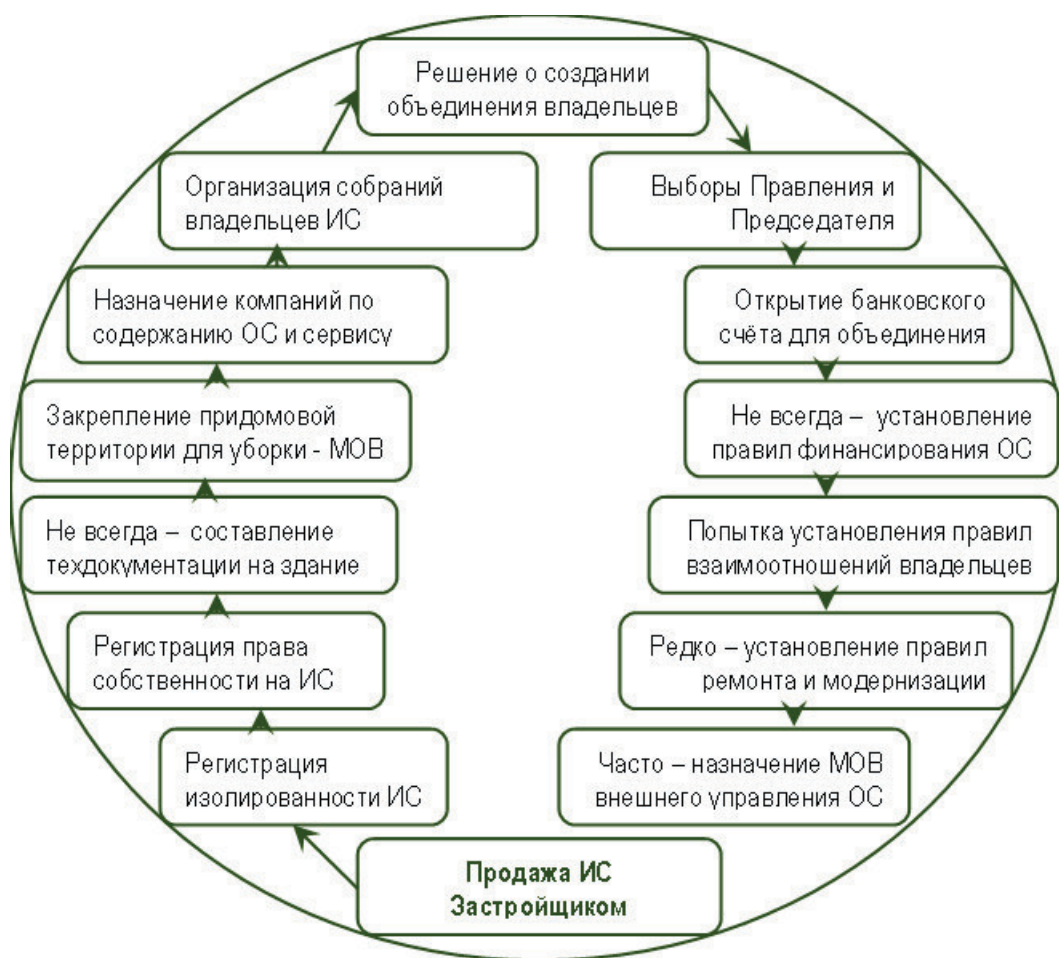 Решение о создании
объединения владельцев
Организация собраний
владельцев ИС
Выборы Правления и
Председателя
Назначение компаний по
содержанию ОС и сервису
Открытие банковского
счёта для объединения
Закрепление придомовой
территории для уборки - МОВ
Не всегда – установление
правил финансирования ОС
Не всегда – составление
техдокументации на здание
Попытка установления правил
взаимоотношений владельцев
Регистрация права
собственности на ИС
Редко – установление правил
ремонта и модернизации
Регистрация
изолированности ИС
Часто – назначение МОВ
внешнего управления ОС
Продажа ИС
Застройщиком